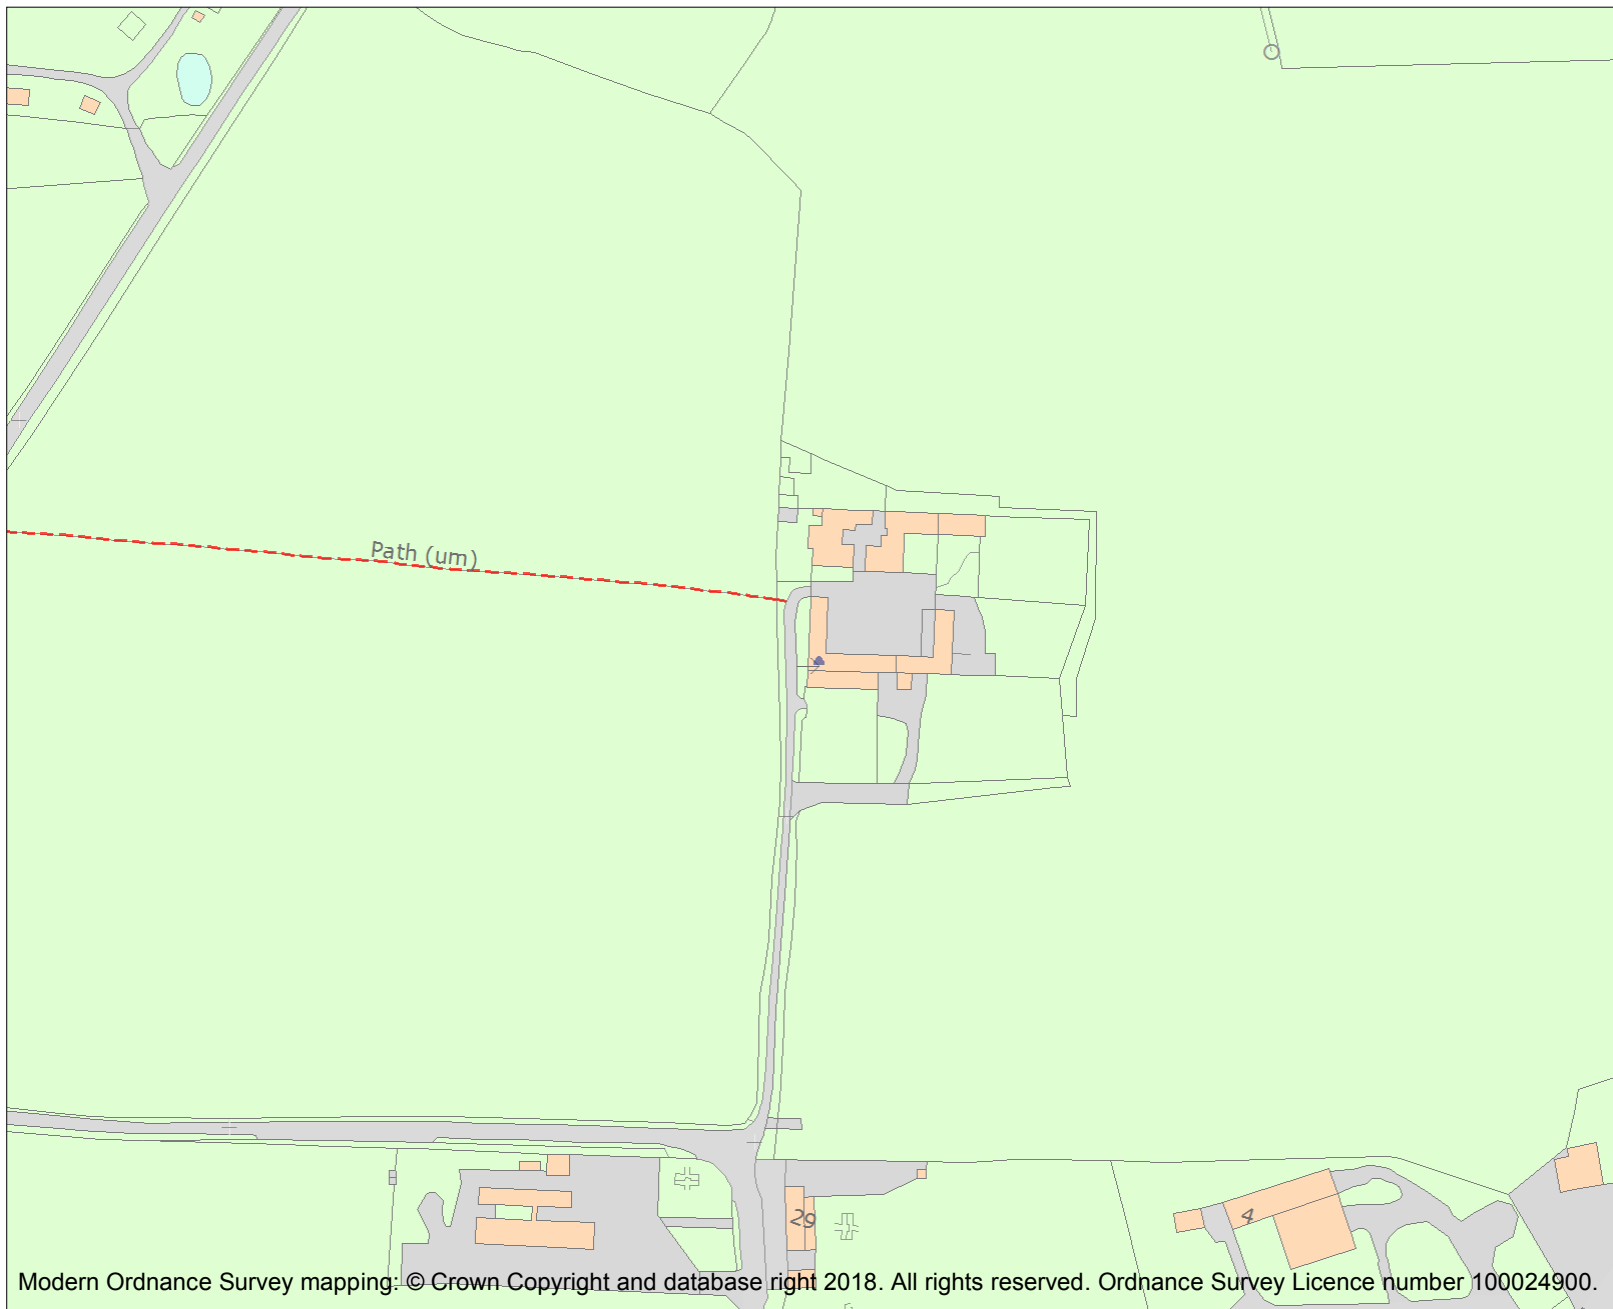 Path (um)
29
4
Modern Ordnance Survey mapping: © Crown Copyright and database right 2018. All rights reserved. Ordnance Survey Licence number 100024900.